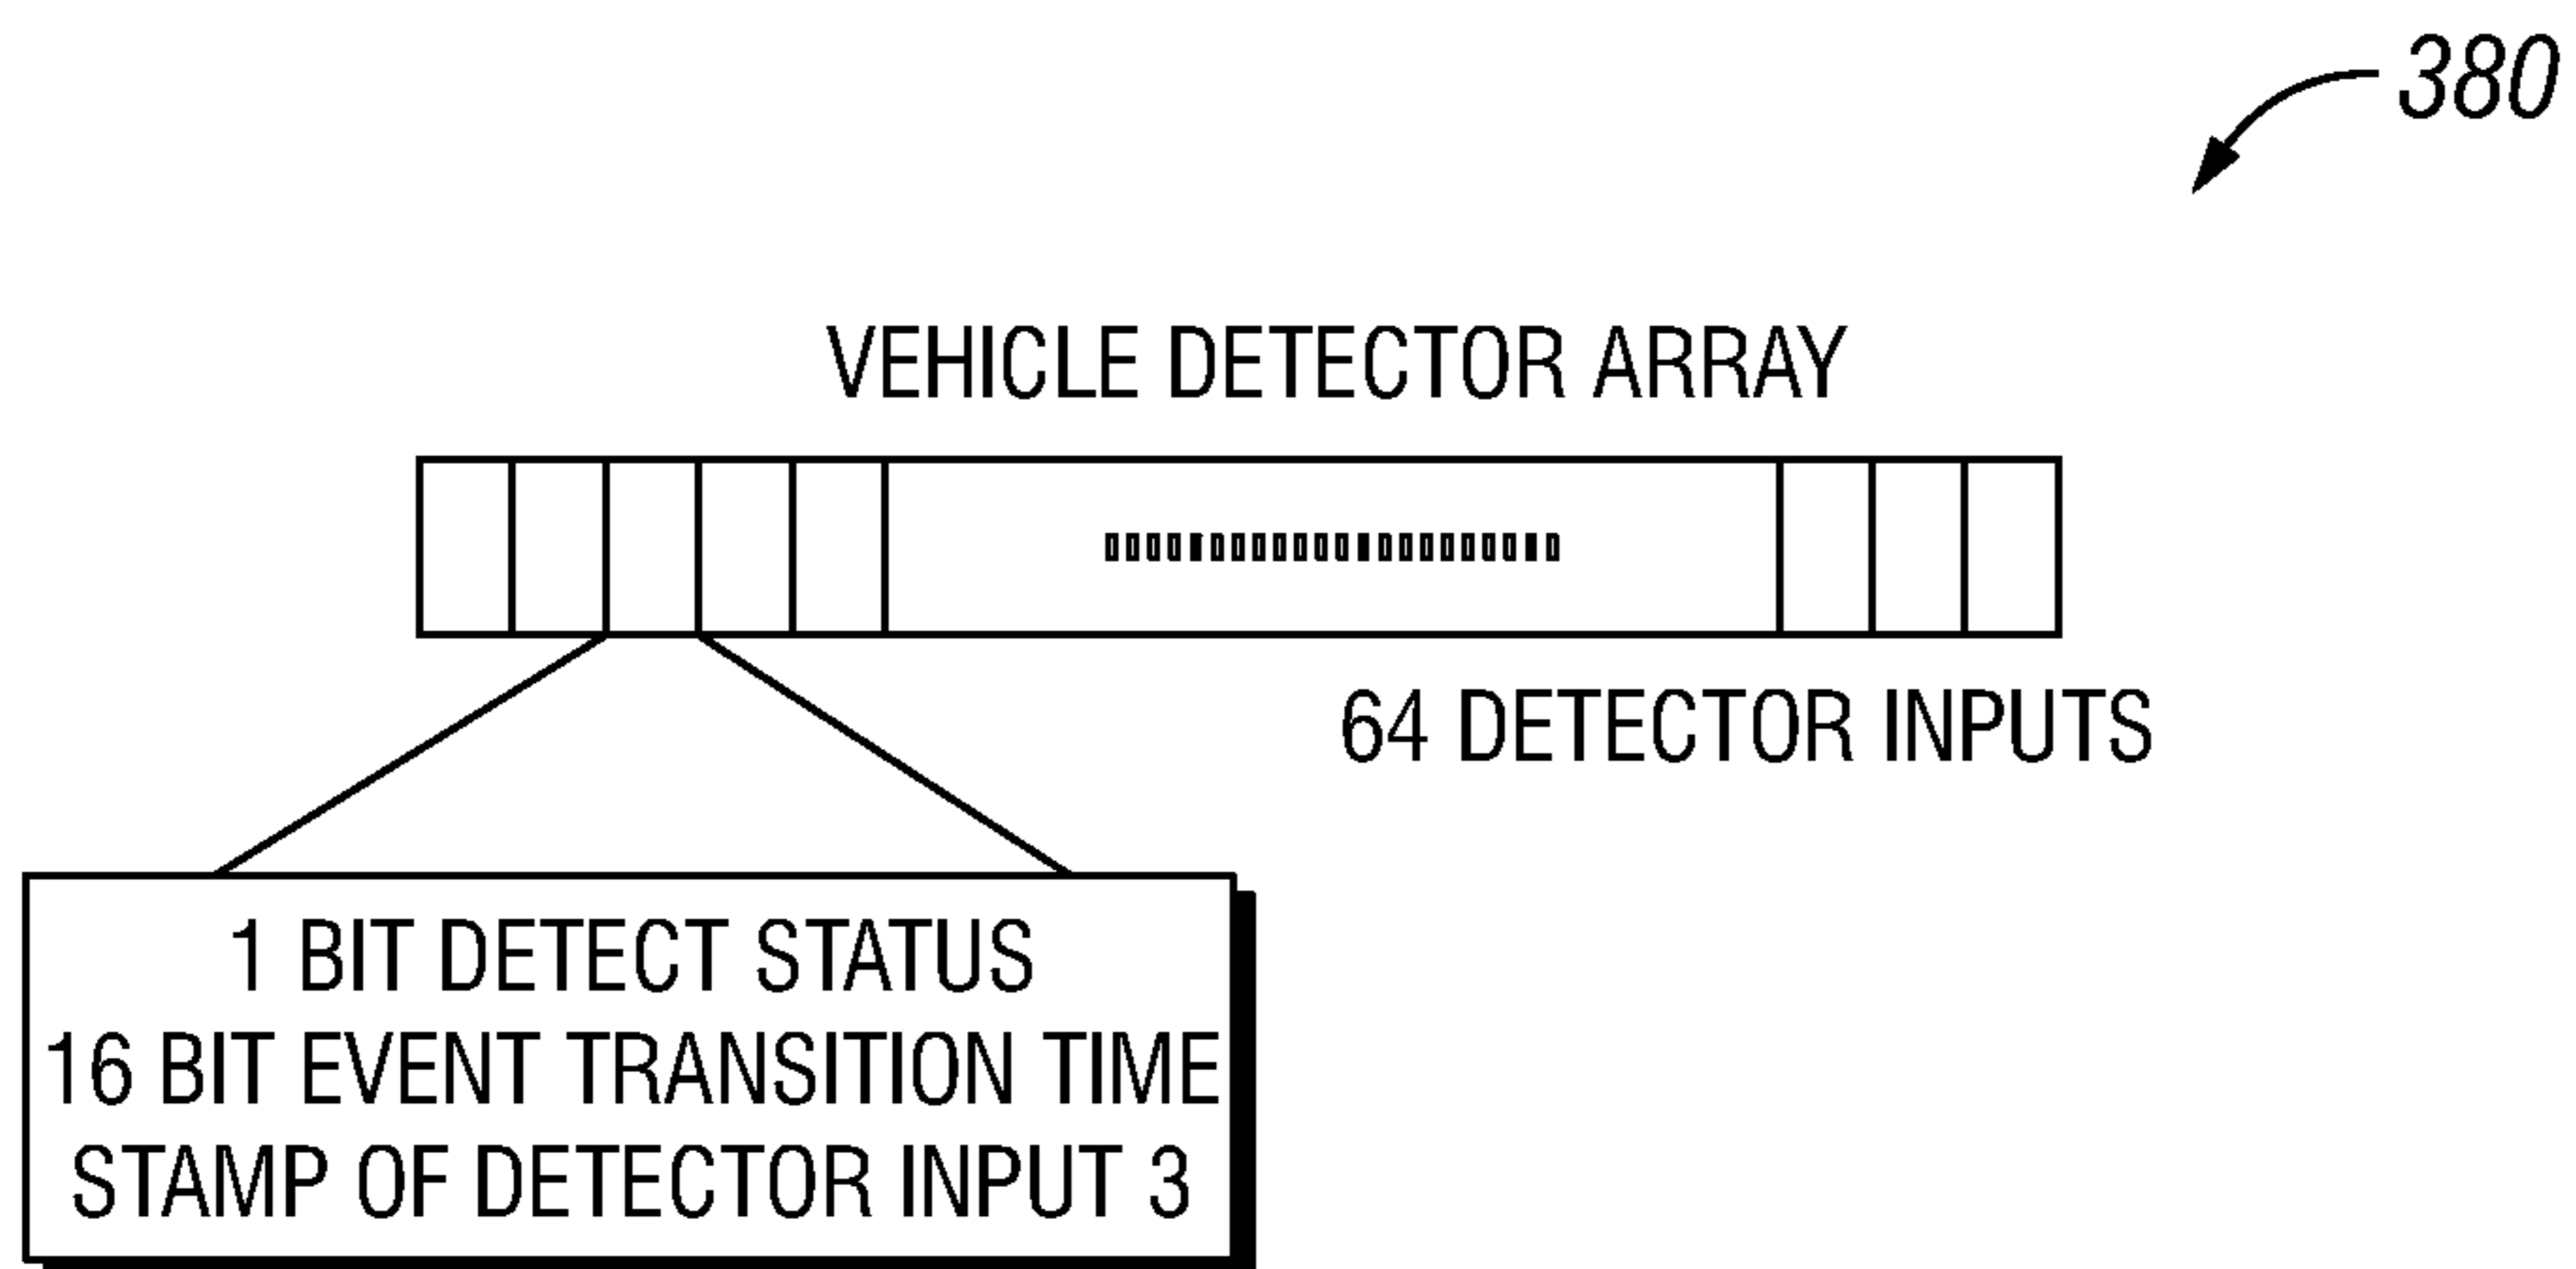 380
VEHICLE DETECTOR ARRAY
64 DETECTOR INPUTS
1 BIT DETECT STATUS
16 BIT EVENT TRANSITION TIME
STAMP OF DETECTOR INPUT 3